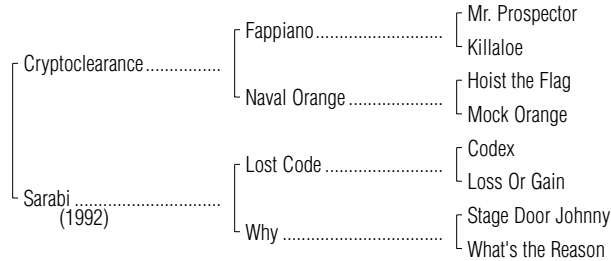 Mr. Prospector
Fappiano
Killaloe
Cryptoclearance
Hoist the Flag
Naval Orange
Mock Orange
Codex
Lost Code
Loss Or Gain
Sarabi
(1992)
Stage Door Johnny
Why
What's the Reason